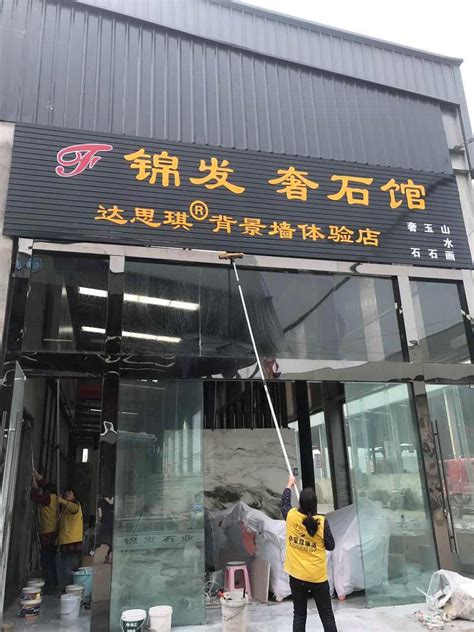 锦发 奢石馆
达思琪®背景墙体验店
奢玉山
水
石石画
锦发石业